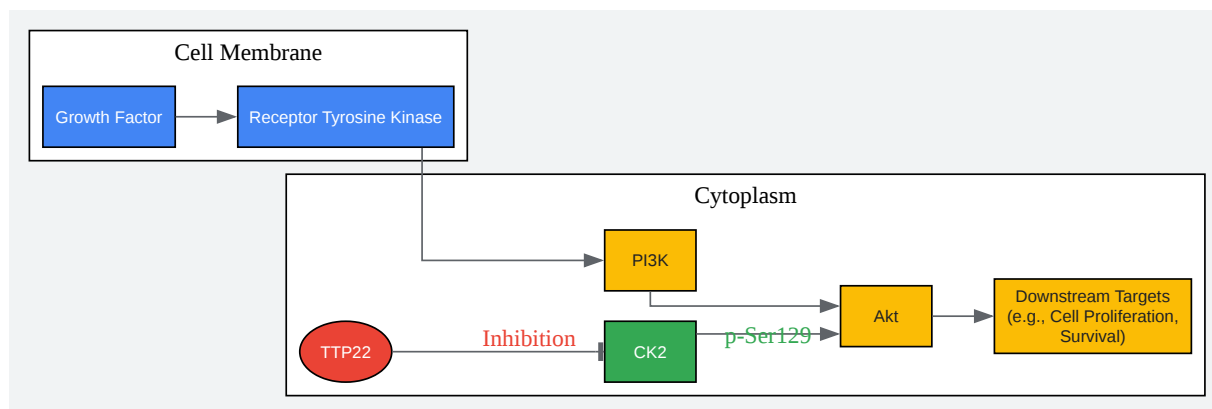 Cell Membrane
Growth Factor
Receptor Tyrosine Kinase
Cytoplasm
PI3K
Akt
Downstream Targets
(e.g., Cell Proliferation,
Survival)
TTP22
Inhibition
CK2
p-Ser129